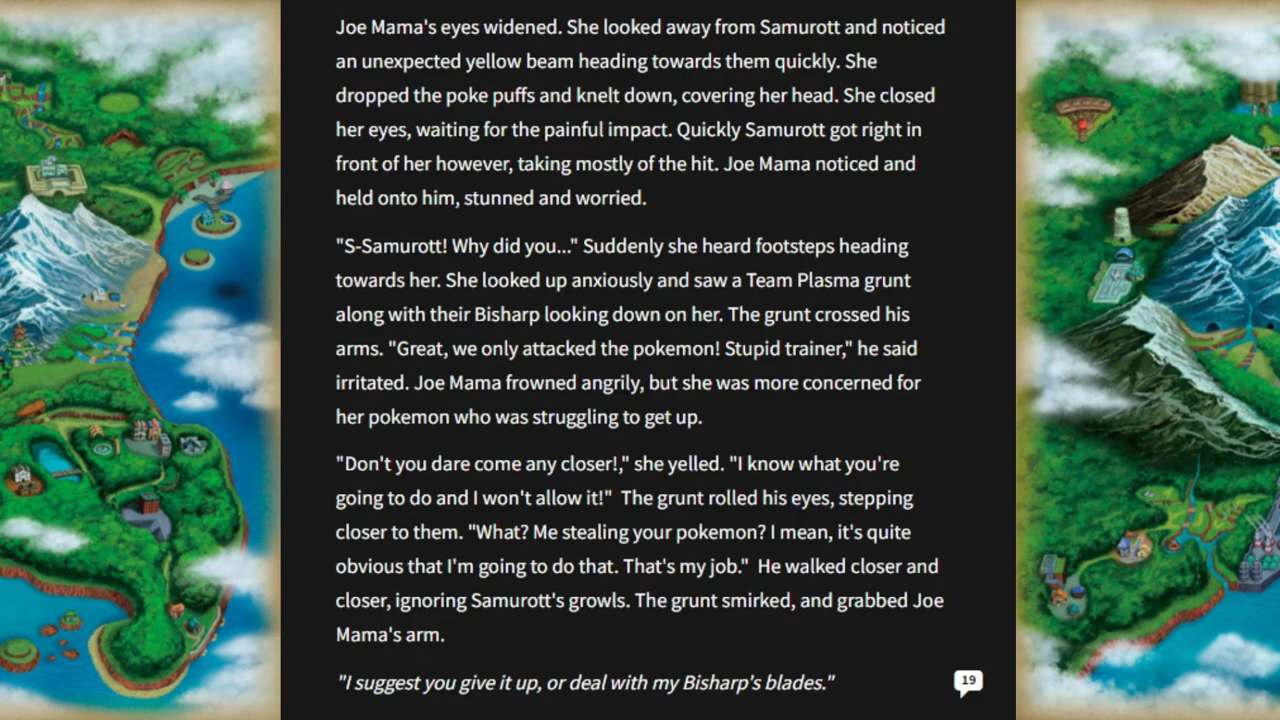 Joe Mama's eyes widened. She looked away from Samurott and noticed
an unexpected yellow beam heading towards them quickly. She
dropped the poke puffs and knelt down, covering her head. She closed
her eyes, waiting for the painful impact. Quickly Samurott got right in
front of her however, taking mostly of the hit. Joe Mama noticed and
held onto him, stunned and worried.
"S-Samurott! Why did you..." Suddenly she heard footsteps heading
towards her. She looked up anxiously and saw a Team Plasma grunt
along with their Bisharp looking down on her. The grunt crossed his
arms. "Great, we only attacked the pokemon! Stupid trainer," he said
irritated. Joe Mama frowned angrily, but she was more concerned for
her pokemon who was struggling to get up.
"Don't you dare come any closer!," she yelled. "I know what you're
going to do and I won't allow it!"  The grunt rolled his eyes, stepping
closer to them. "What? Me stealing your pokemon? I mean, it's quite
obvious that I'm going to do that. That's my job."  He walked closer and
closer, ignoring Samurott's growls. The grunt smirked, and grabbed Joe
Mama's arm.
"I suggest you give it up, or deal with my Bisharp's blades."
19